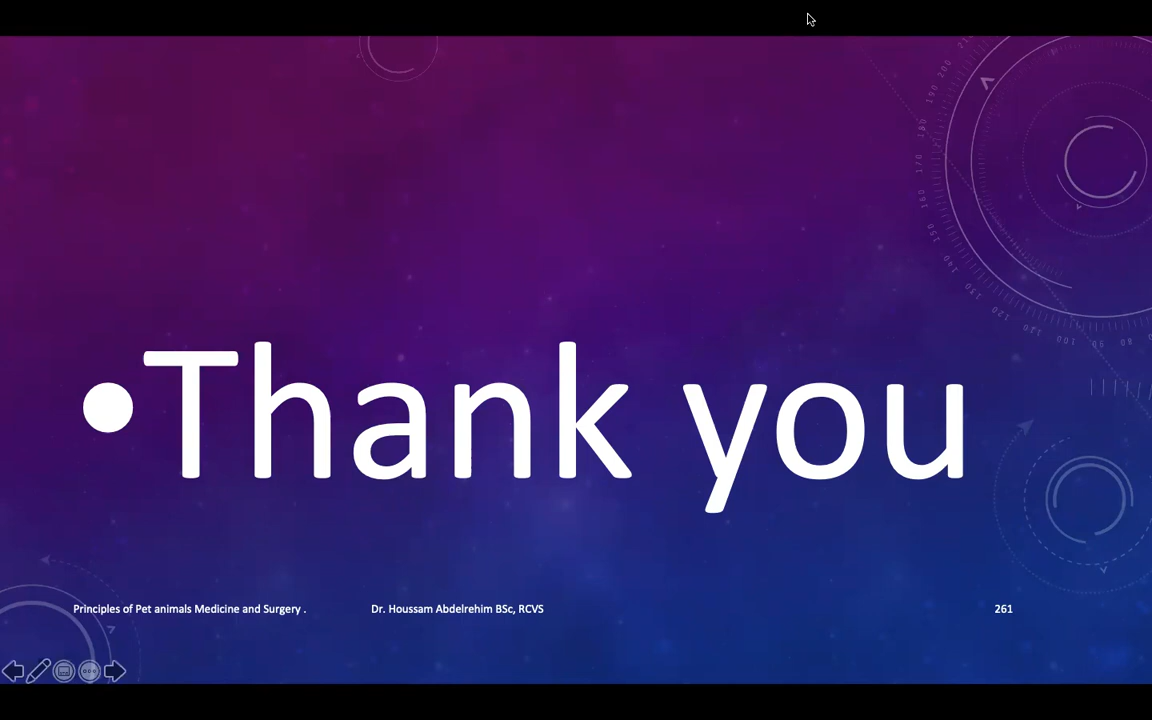 •Thank you
Principles of Pet animals Medicine and Surgery .
Dr. Houssam Abdelrehim BSc, RCVS
261